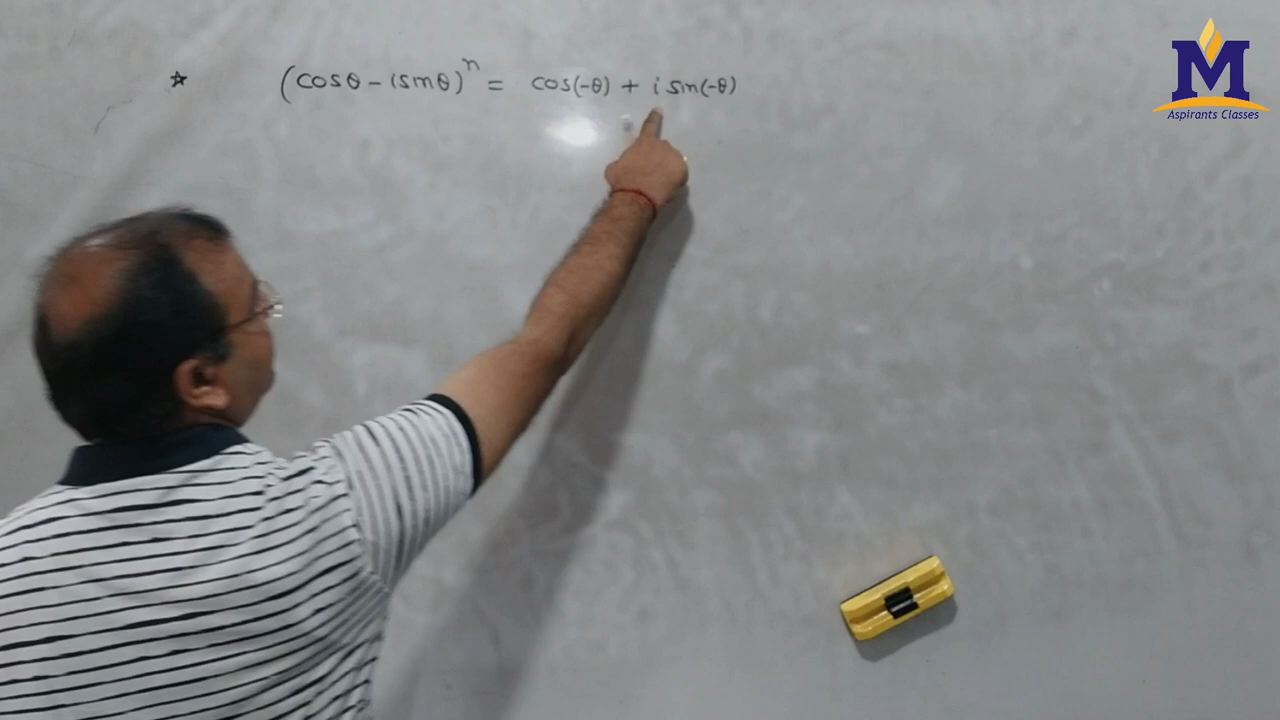 ☆ (cosθ - isinθ)ⁿ = cos(-θ) + i sin(-θ)
M
Aspirants Classes